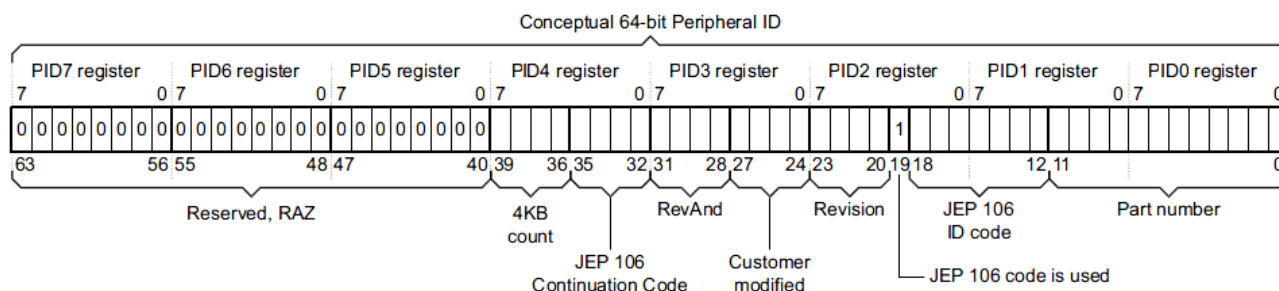 Conceptual 64-bit Peripheral ID
PID7 register PID6 register PID5 register PID4 register PID3 register PID2 register PID1 register PID0 register
7 0 7 0 7 0 7 0 7 0 7 0 7 0 7 0
0 0 0 0 0 0 0 0 0 0 0 0 0 0 0 0 0 0 0 0 0 0 0 0 1
63 56 55 48 47 40 39 36 35 32 31 28 27 24 23 20 19 18 12 11 0
Reserved, RAZ
4KB
count
RevAnd
Revision
JEP 106
ID code
Part number
JEP 106
Continuation Code
Customer
modified
JEP 106 code is used